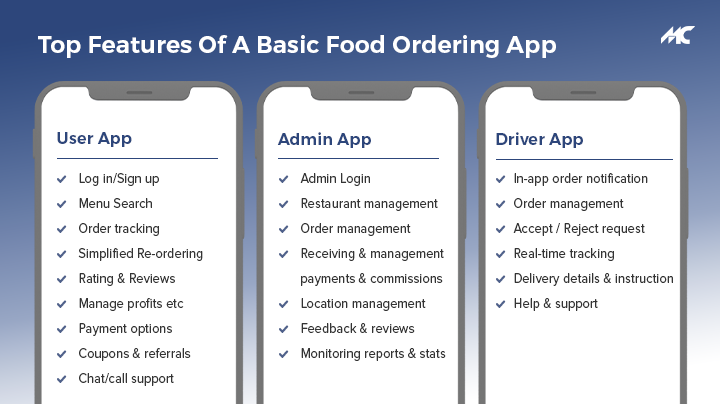 Top Features Of A Basic Food Ordering App
MC
User App
Log in/Sign up
Menu Search
Order tracking
Simplified Re-ordering
Rating & Reviews
Manage profits etc
Payment options
Coupons & referrals
Chat/call support
Admin App
Admin Login
Restaurant management
Order management
Receiving & management
payments & commissions
Location management
Feedback & reviews
Monitoring reports & stats
Driver App
In-app order notification
Order management
Accept / Reject request
Real-time tracking
Delivery details & instruction
Help & support